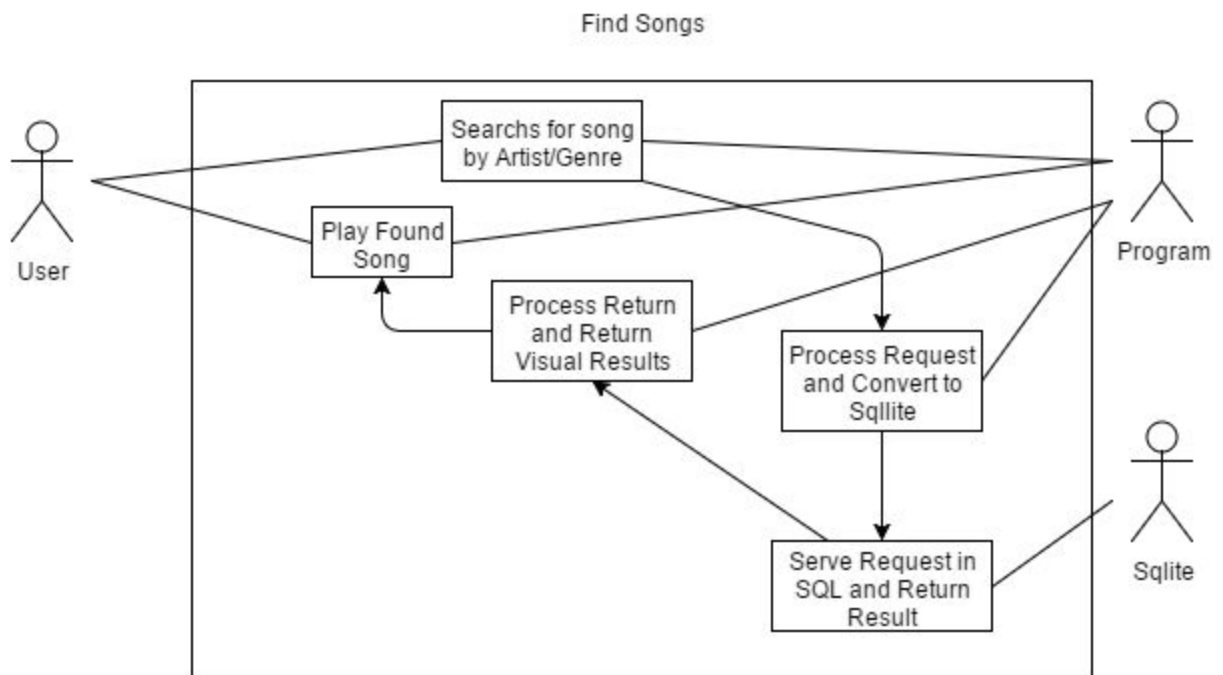 Find Songs
Searchs for song
by Artist/Genre
User
Play Found
Song
Program
Process Return
and Return
Visual Results
Process Request
and Convert to
Sqllite
Serve Request in
SQL and Return
Result
Sqlite